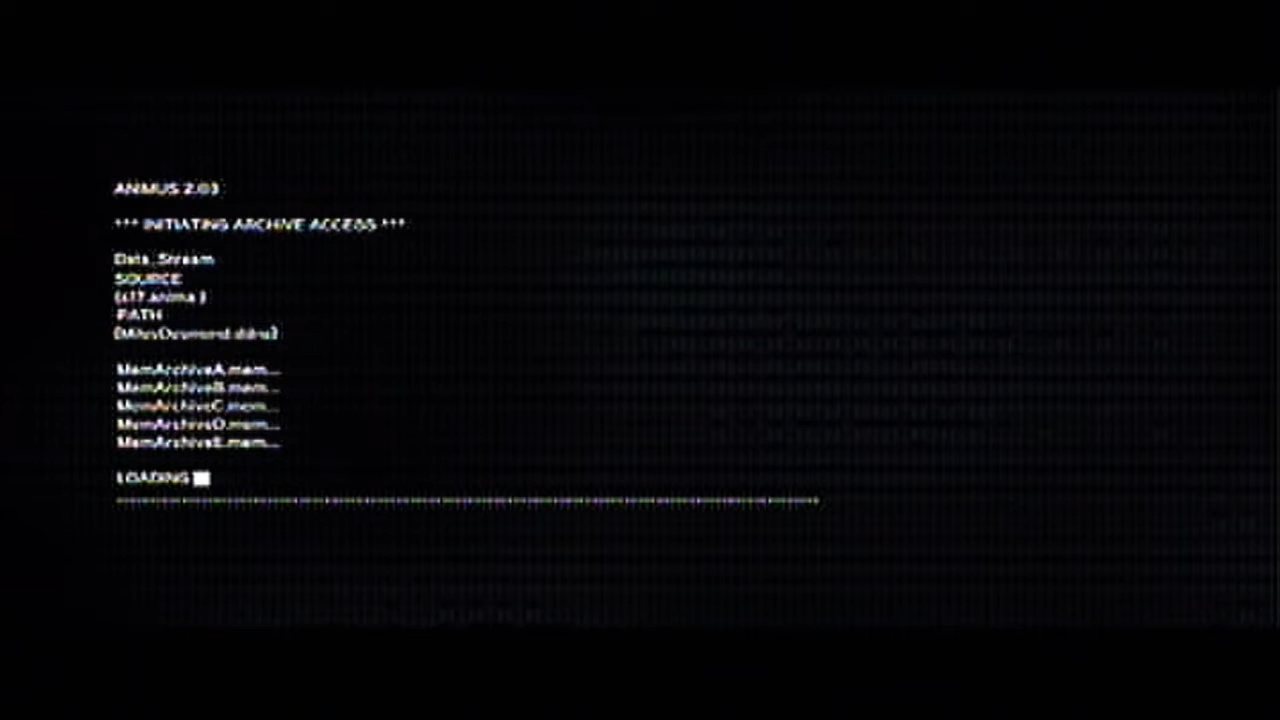 ANIMUS 2.03
*** INITIATING ARCHIVE ACCESS ***
Data_Stream
SOURCE
PATH
MemArchiveA.mem...
MemArchiveB.mem...
MemArchiveC.mem...
MemArchiveD.mem...
MemArchiveE.mem...
LOADING